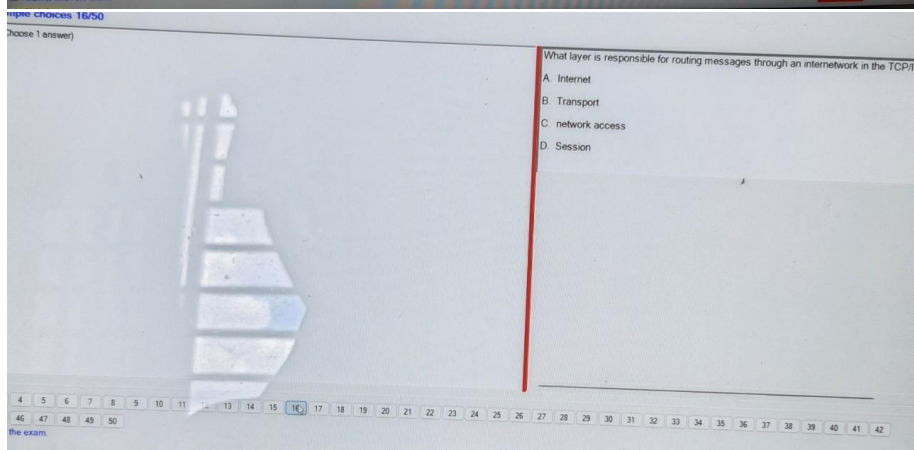 choices 16/50
Choose 1 answer)
What layer is responsible for routing messages through an internetwork in the
A. Internet
B. Transport
C. network access
D. Session
4 5 6 7 8 9 10 11 13 14 15 16 17 18 19 20 21 22 23 24 25 26 27 28 29 30 31 32 33 34 35 36 37 38 39 40 41 42
46 47 48 49 50
the exam.